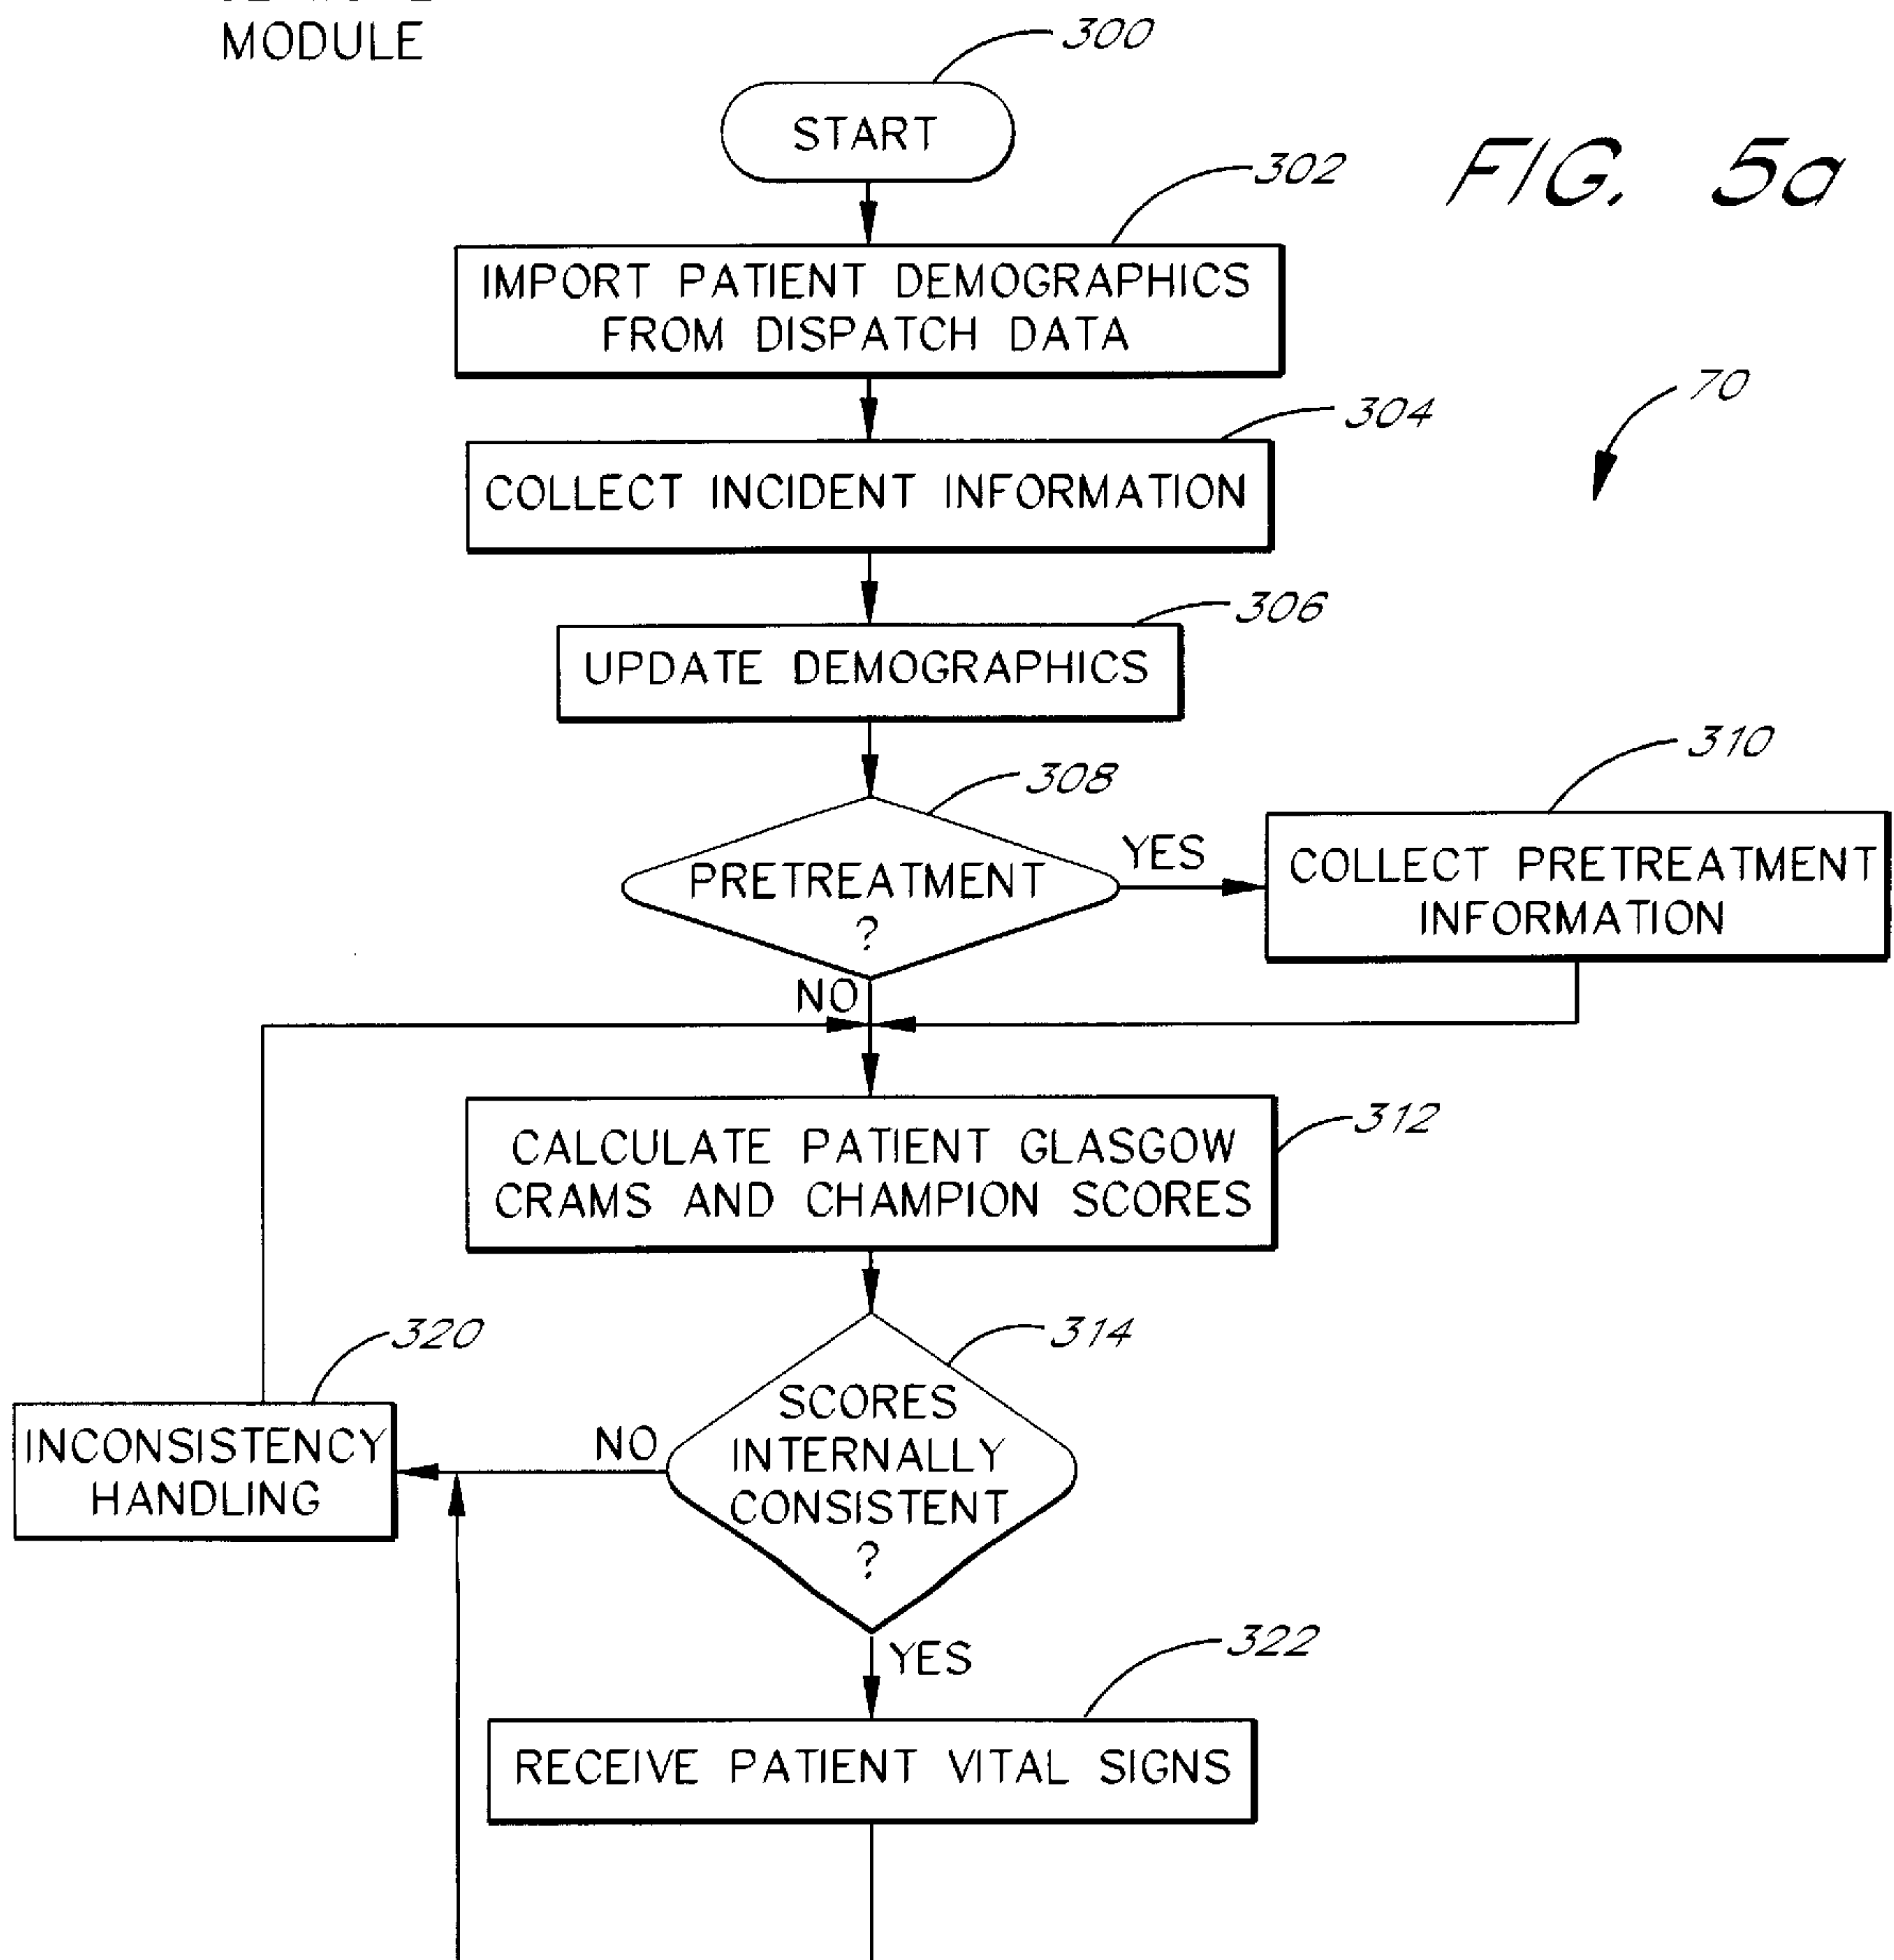 MODULE
300
START
FIG. 5a
302
IMPORT PATIENT DEMOGRAPHICS
FROM DISPATCH DATA
70
304
COLLECT INCIDENT INFORMATION
306
UPDATE DEMOGRAPHICS
308
310
PRETREATMENT
?
YES
COLLECT PRETREATMENT
INFORMATION
NO
312
CALCULATE PATIENT GLASGOW
CRAMS AND CHAMPION SCORES
314
320
SCORES
INTERNALLY
CONSISTENT
?
NO
INCONSISTENCY
HANDLING
YES
322
RECEIVE PATIENT VITAL SIGNS